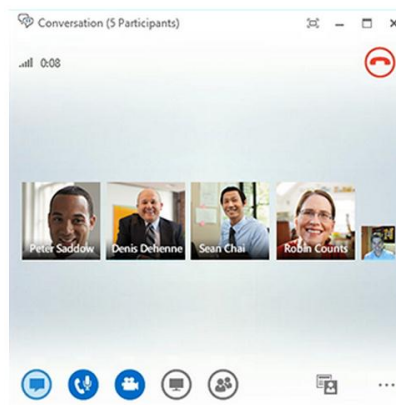 Conversation (5 Participants)
0:08
Peter Saddow
Denis Dehenne
Sean Chai
Robin Counts